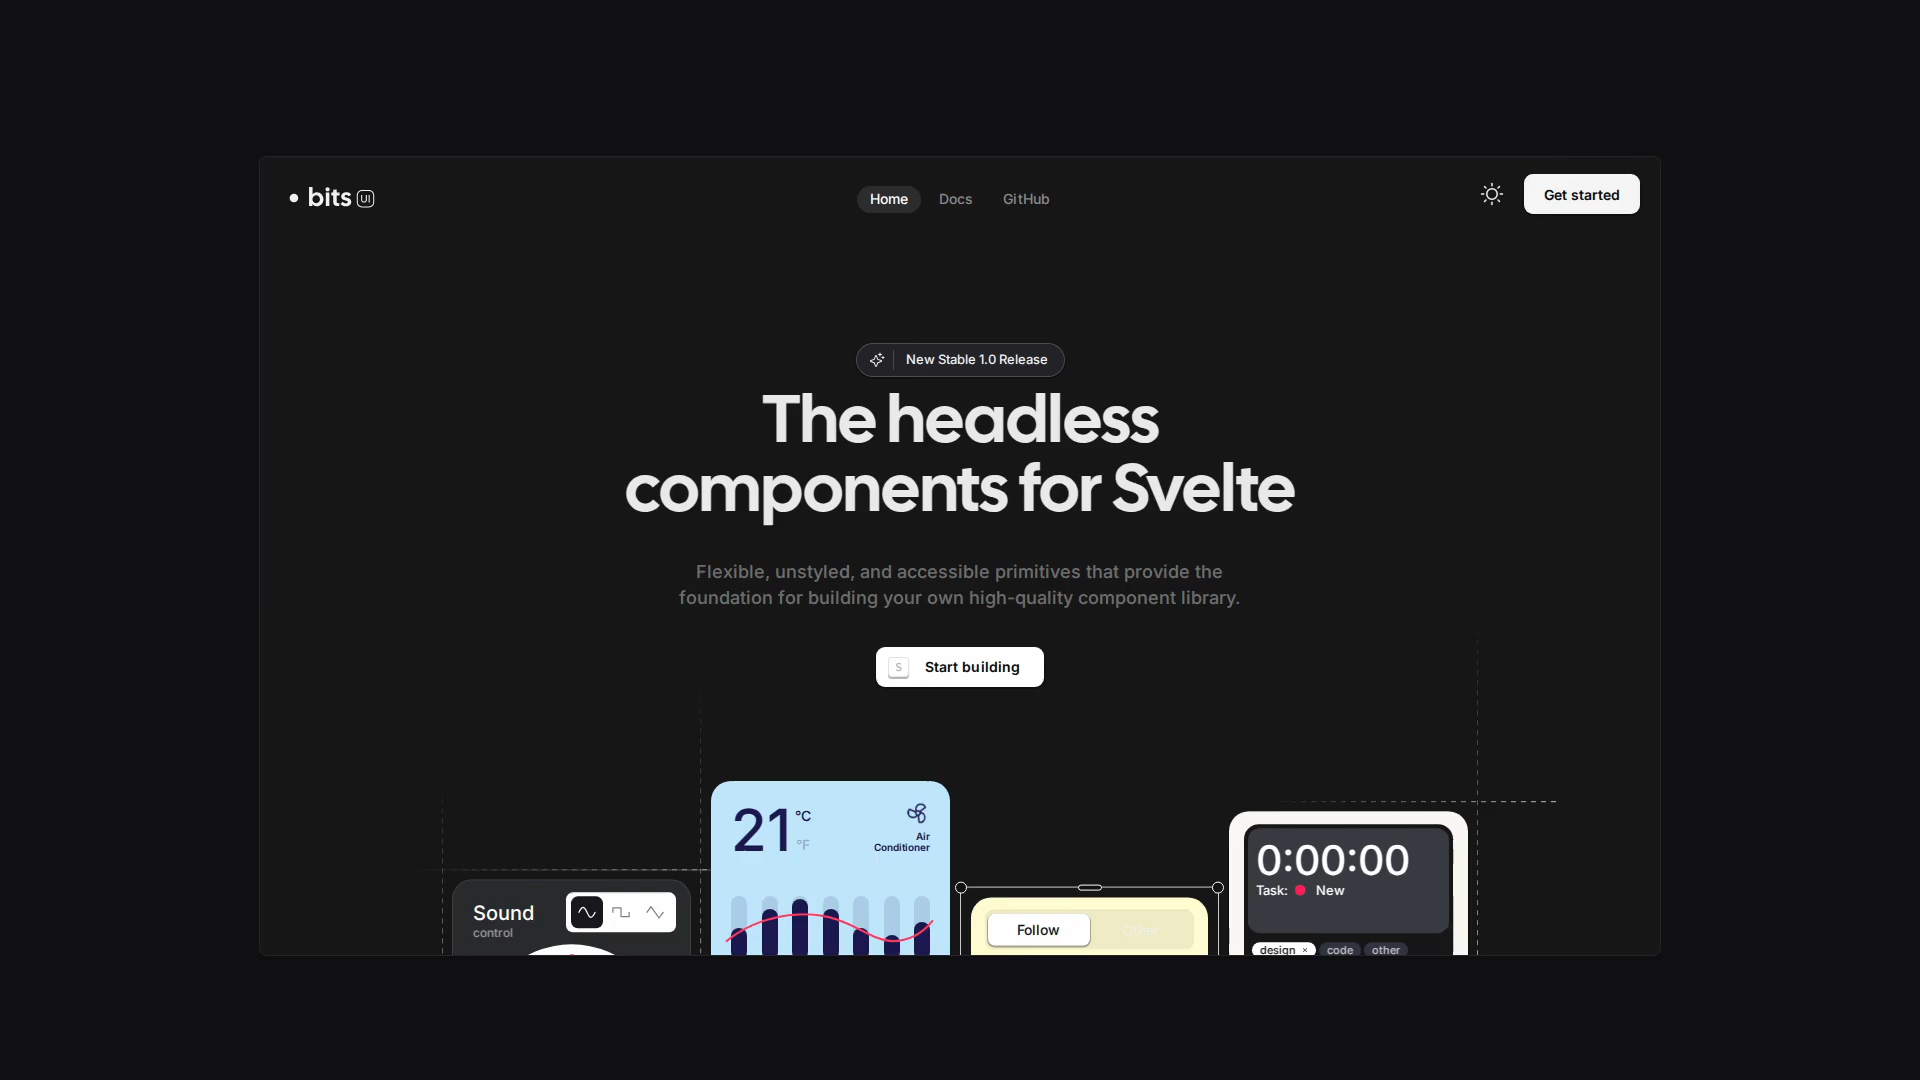 bits UI
Home
Docs
GitHub
Get started
New Stable 1.0 Release
The headless
components for Svelte
Flexible, unstyled, and accessible primitives that provide the
foundation for building your own high-quality component library.
S Start building
21 °C
°F
Air
Conditioner
Sound
control
Follow
Other
0:00:00
Task: New
design ×
code
other